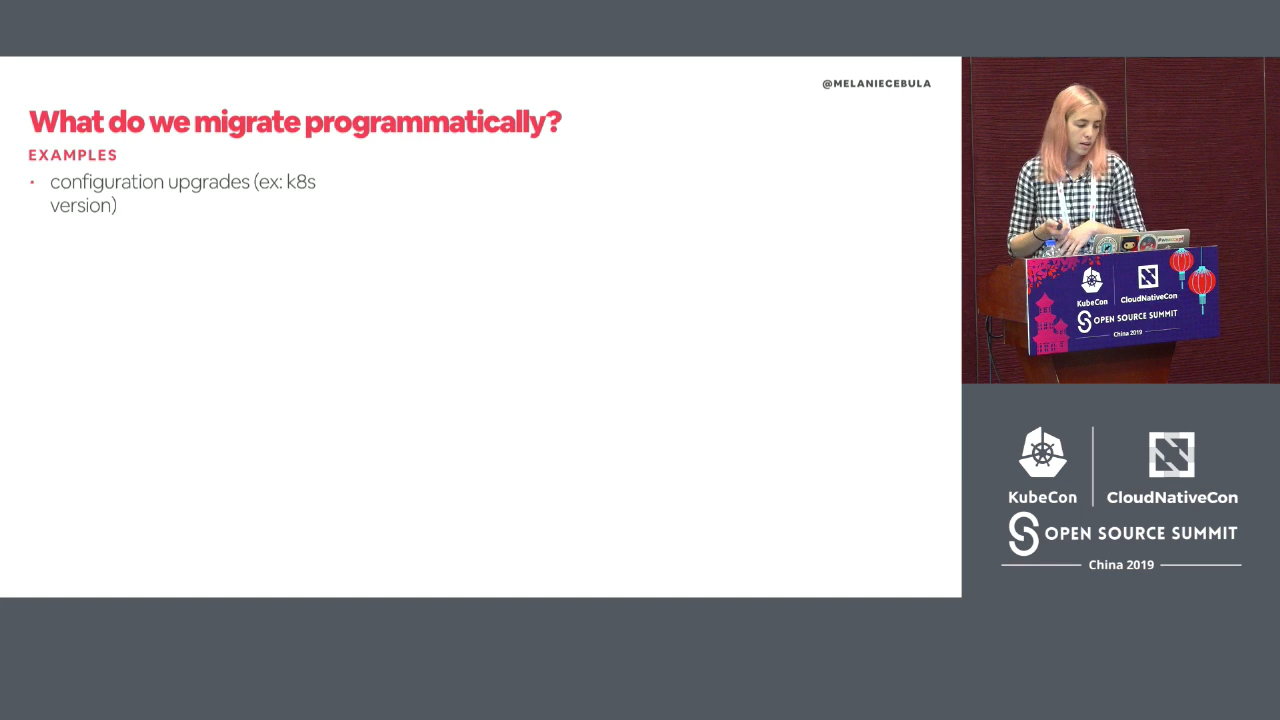 @MELANIECEBULA
What do we migrate programmatically?
EXAMPLES
• configuration upgrades (ex: k8s
version)
KubeCon
CloudNativeCon
OPEN SOURCE SUMMIT
China 2019
KubeCon
CloudNativeCon
OPEN SOURCE SUMMIT
China 2019